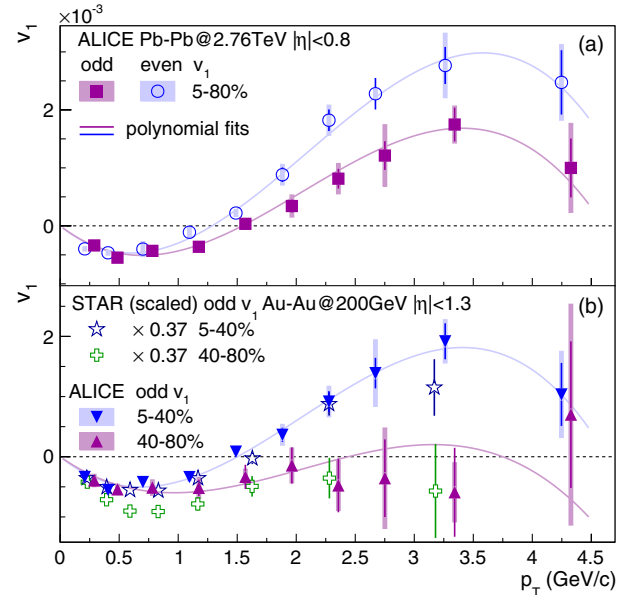 ×10⁻³
v₁
ALICE Pb-Pb@2.76TeV |η|<0.8
(a)
odd even v₁
5-80%
polynomial fits
2
0
v₁
STAR (scaled) odd v₁ Au-Au@200GeV |η|<1.3
(b)
× 0.37 5-40%
× 0.37 40-80%
2
ALICE odd v₁
5-40%
40-80%
0
0 0.5 1 1.5 2 2.5 3 3.5 4 4.5
p_T (GeV/c)